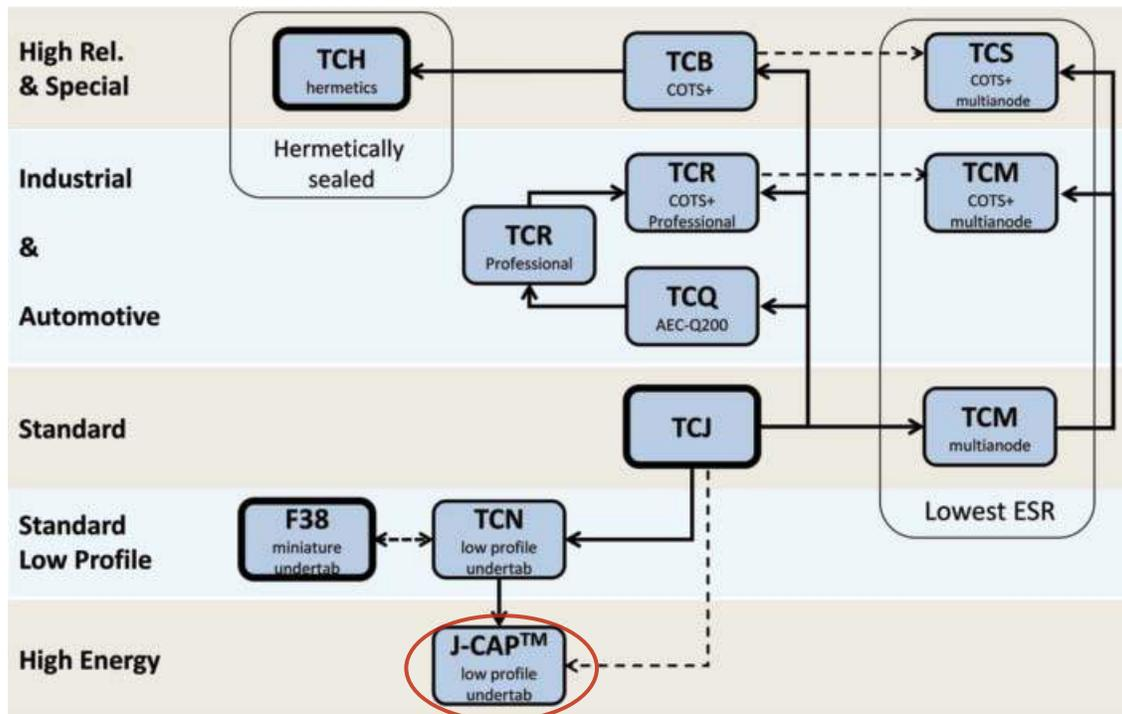 High Rel.
& Special
TCH
hermetics
Hermetically
sealed
TCB
COTS+
TCS
COTS+
multianode
Industrial
&
Automotive
TCR
Professional
TCR
COTS+
Professional
TCM
COTS+
multianode
TCQ
AEC-Q200
Standard
TCJ
TCM
multianode
Lowest ESR
Standard
Low Profile
F38
miniature
undertab
TCN
low profile
undertab
High Energy
J-CAP™
low profile
undertab